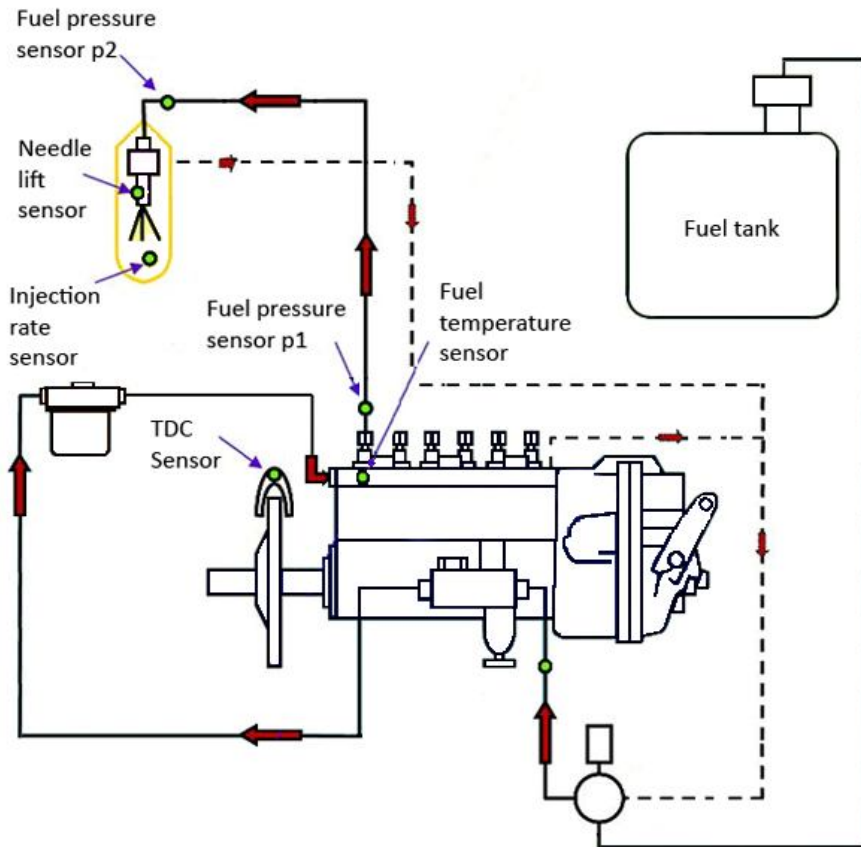 Fuel pressure
sensor p2
Needle
lift
sensor
Injection
rate
sensor
Fuel tank
Fuel pressure
sensor p1
Fuel
temperature
sensor
TDC
Sensor